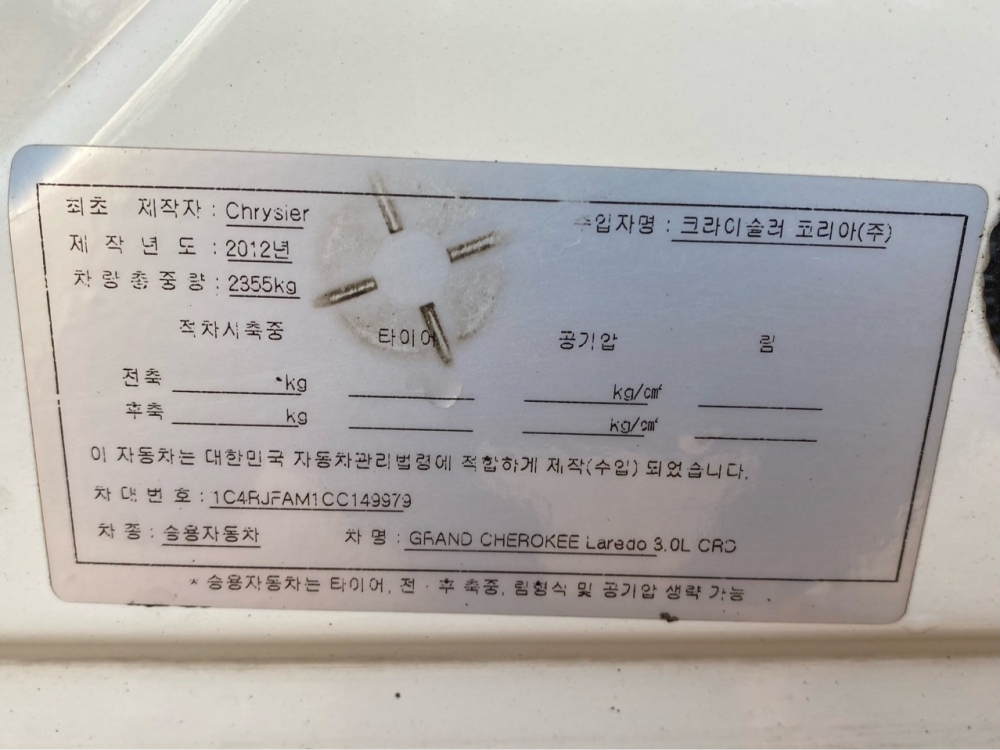 최초 제작자 : Chrysler 수입자명 : 크라이슬러 코리아(주)
제 작 년 도 : 2012년
차 량 총 중 량 : 2355kg
적차시축중 타이어 공기압 림
전축 kg kg/㎠
후축 kg kg/㎠
이 자동차는 대한민국 자동차관리법령에 적합하게 제작(수입) 되었습니다.
차 대 번 호 : 1C4RJFAM1CC149979
차 종 : 승용자동차 차 명 : GRAND CHEROKEE Laredo 3.0L CRD
* 승용자동차는 타이어, 전 · 후 축중, 림형식 및 공기압 생략 가능